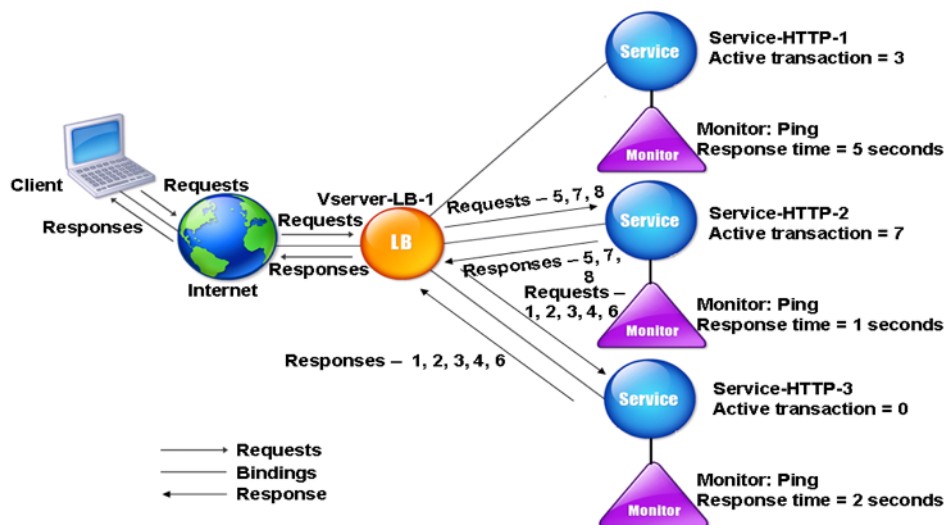 Service
Service-HTTP-1
Active transaction = 3
Monitor
Monitor: Ping
Response time = 5 seconds
Client
Requests
Responses
Internet
Vserver-LB-1
Requests
LB
Responses
Requests – 5, 7, 8
Service
Service-HTTP-2
Active transaction = 7
Responses – 5, 7,
8
Requests –
1, 2, 3, 4, 6
Monitor
Monitor: Ping
Response time = 1 seconds
Responses – 1, 2, 3, 4, 6
Service
Service-HTTP-3
Active transaction = 0
Requests
Bindings
Response
Monitor
Monitor: Ping
Response time = 2 seconds